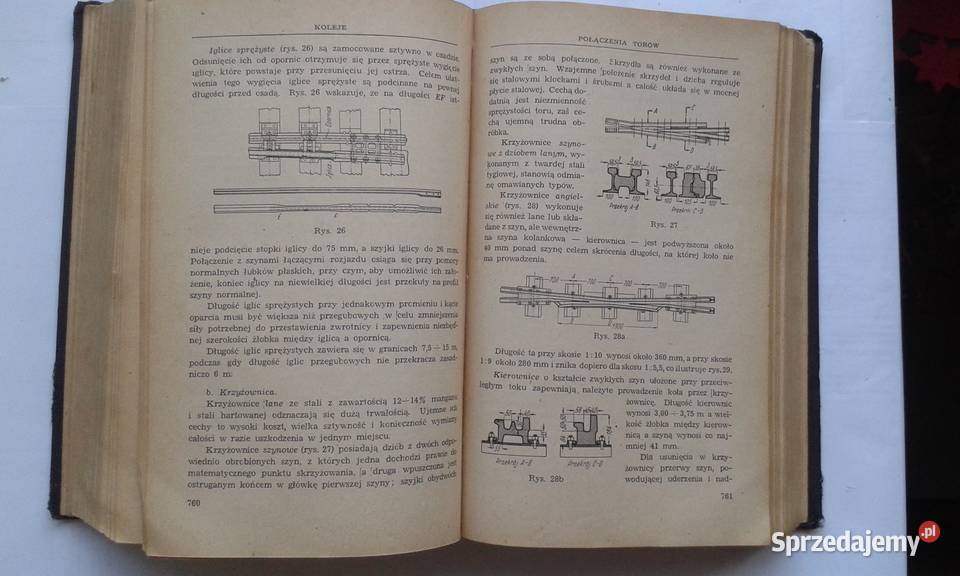 KOLEJE
Iglice sprężyste (rys. 26) są zamocowane sztywno w osadzie.
Odsunięcie ich od opornic otrzymuje się przez sprężyste wygięcie
iglicy, które powstaje przy przesunięciu jej ostrza. Celem ułat-
wienia tego wygięcia iglice sprężyste są podcinane na pewnej
długości przed osadą. Rys. 26 wskazuje, że na długości EF ist-
Rys. 26
nieje podcięcie stopki iglicy do 75 mm, a szyjki iglicy do 26 mm.
Połączenie z szynami łączącymi rozjazdu osiąga się przy pomocy
normalnych łubków płaskich, przy czym, aby umożliwić ich zało-
żenie, koniec iglicy na niewielkiej długości jest przekuty na profil
szyny normalnej.
Długość iglic sprężystych przy jednakowym promieniu i kącie
oparcia musi być większa niż przegubowych w celu zmniejszenia
siły potrzebnej do przestawienia zwrotnicy i zapewnienia niezbęd-
nej szerokości żłobka między iglicą a opornicą.
Długość iglic sprężystych zawiera się w granicach 7,5÷15 m,
podczas gdy długość iglic przegubowych nie przekracza zasad-
niczo 6 m.
b. Krzyżownica.
Krzyżownice lane ze stali z zawartością 12÷14% manganu
i stali hartowanej odznaczają się dużą trwałością. Ujemne ich
cechy to wysoki koszt, wielka sztywność i konieczność wymiany
całości w razie uszkodzenia w jednym miejscu.
Krzyżownice szynowe (rys. 27) posiadają dziób z dwóch odpo-
wiednio obrobionych szyn, z których jedna dochodzi prawie do
matematycznego punktu skrzyżowania, a druga wpuszczona jest
ostruganym końcem w główkę pierwszej szyny; szyjki obydwóch
760
POŁĄCZENIA TORÓW
szyn są ze sobą połączone. Skrzydła są również wykonane ze
zwykłych szyn. Wzajemne położenie skrzydeł i dzioba reguluje
się stalowymi klockami i śrubami a całość układa się w mocnej
płycie stalowej. Cechą do-
datnią jest niezmienność
sprężystości toru, zaś ce-
chą ujemną trudna ob-
róbka.
Krzyżownice szyno-
we z dziobem lanym, wy-
konanym z twardej stali
tyglowej, stanowią odmia-
nę omawianych typów.
Krzyżownice angiel-
skie (rys. 28) wykonuje
się również lane lub skła-
dane z szyn, ale wewnętrz-
Przekrój A-B
Przekrój C-D
Rys. 27
na szyna kolankowa — kierownica — jest podwyższona około
40 mm ponad szynę celem skrócenia długości, na której koło nie
ma prowadzenia.
Rys. 28a
Długość ta przy skosie 1:10 wynosi około 360 mm, a przy skosie
1:9 około 280 mm i znika dopiero dla skosu 1:5,5, co ilustruje rys. 29.
Kierownice o kształcie zwykłych szyn ułożone przy przeciw-
ległym toku zapewniają należyte prowadzenie koła przez krzy-
żownicę. Długość kierownic
wynosi 3,60 ÷ 3,75 m a wiel-
kość żłobka między kierow-
nicą a szyną wynosi co naj-
mniej 41 mm.
Dla usunięcia w krzy-
żownicy przerwy szyn, po-
wodującej uderzenia i nad-
Przekrój A-B
Przekrój C-D
Rys. 28b
761
Sprzedajemy.pl